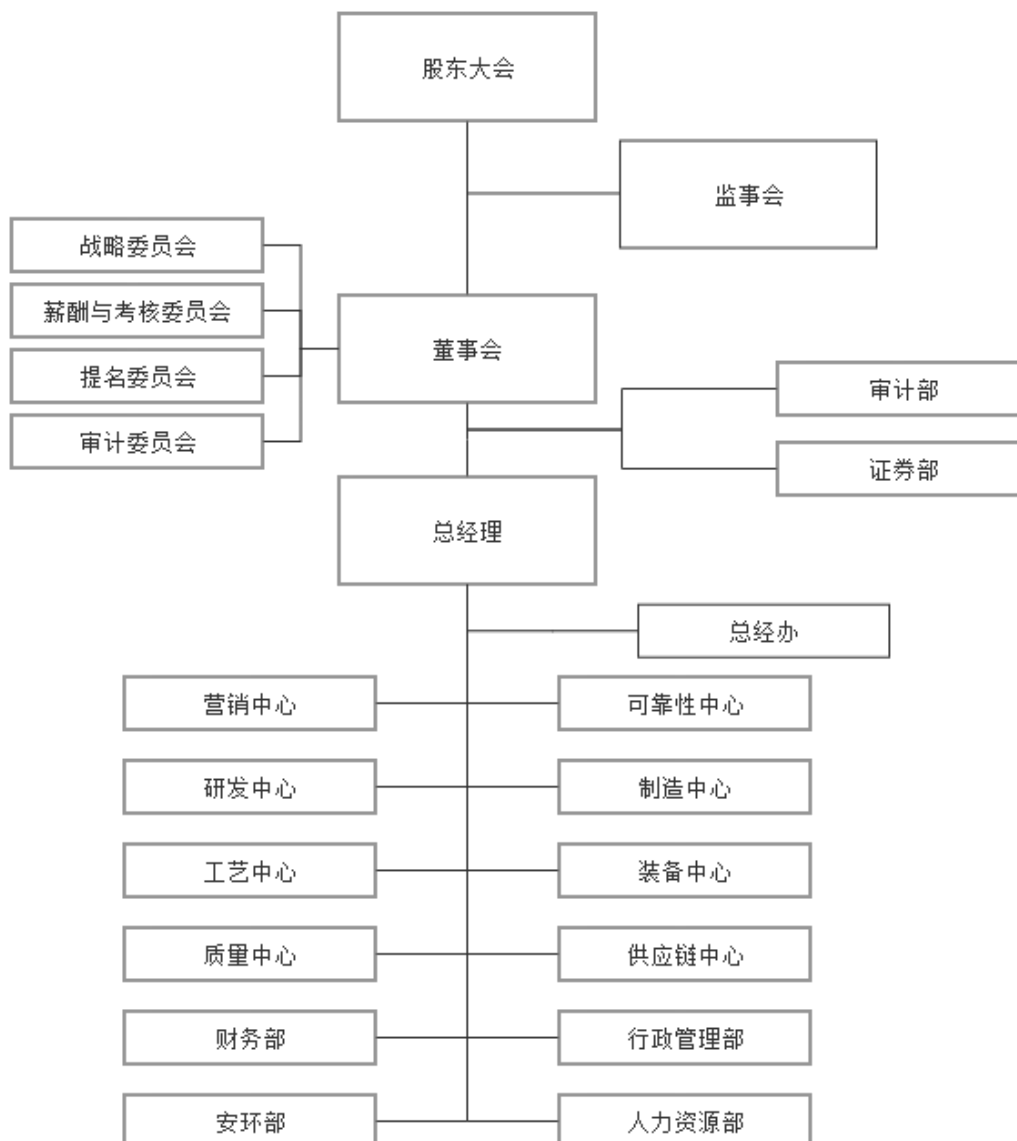 股东大会
监事会
战略委员会
薪酬与考核委员会
董事会
提名委员会
审计部
审计委员会
证券部
总经理
总经办
营销中心
可靠性中心
研发中心
制造中心
工艺中心
装备中心
质量中心
供应链中心
财务部
行政管理部
安环部
人力资源部